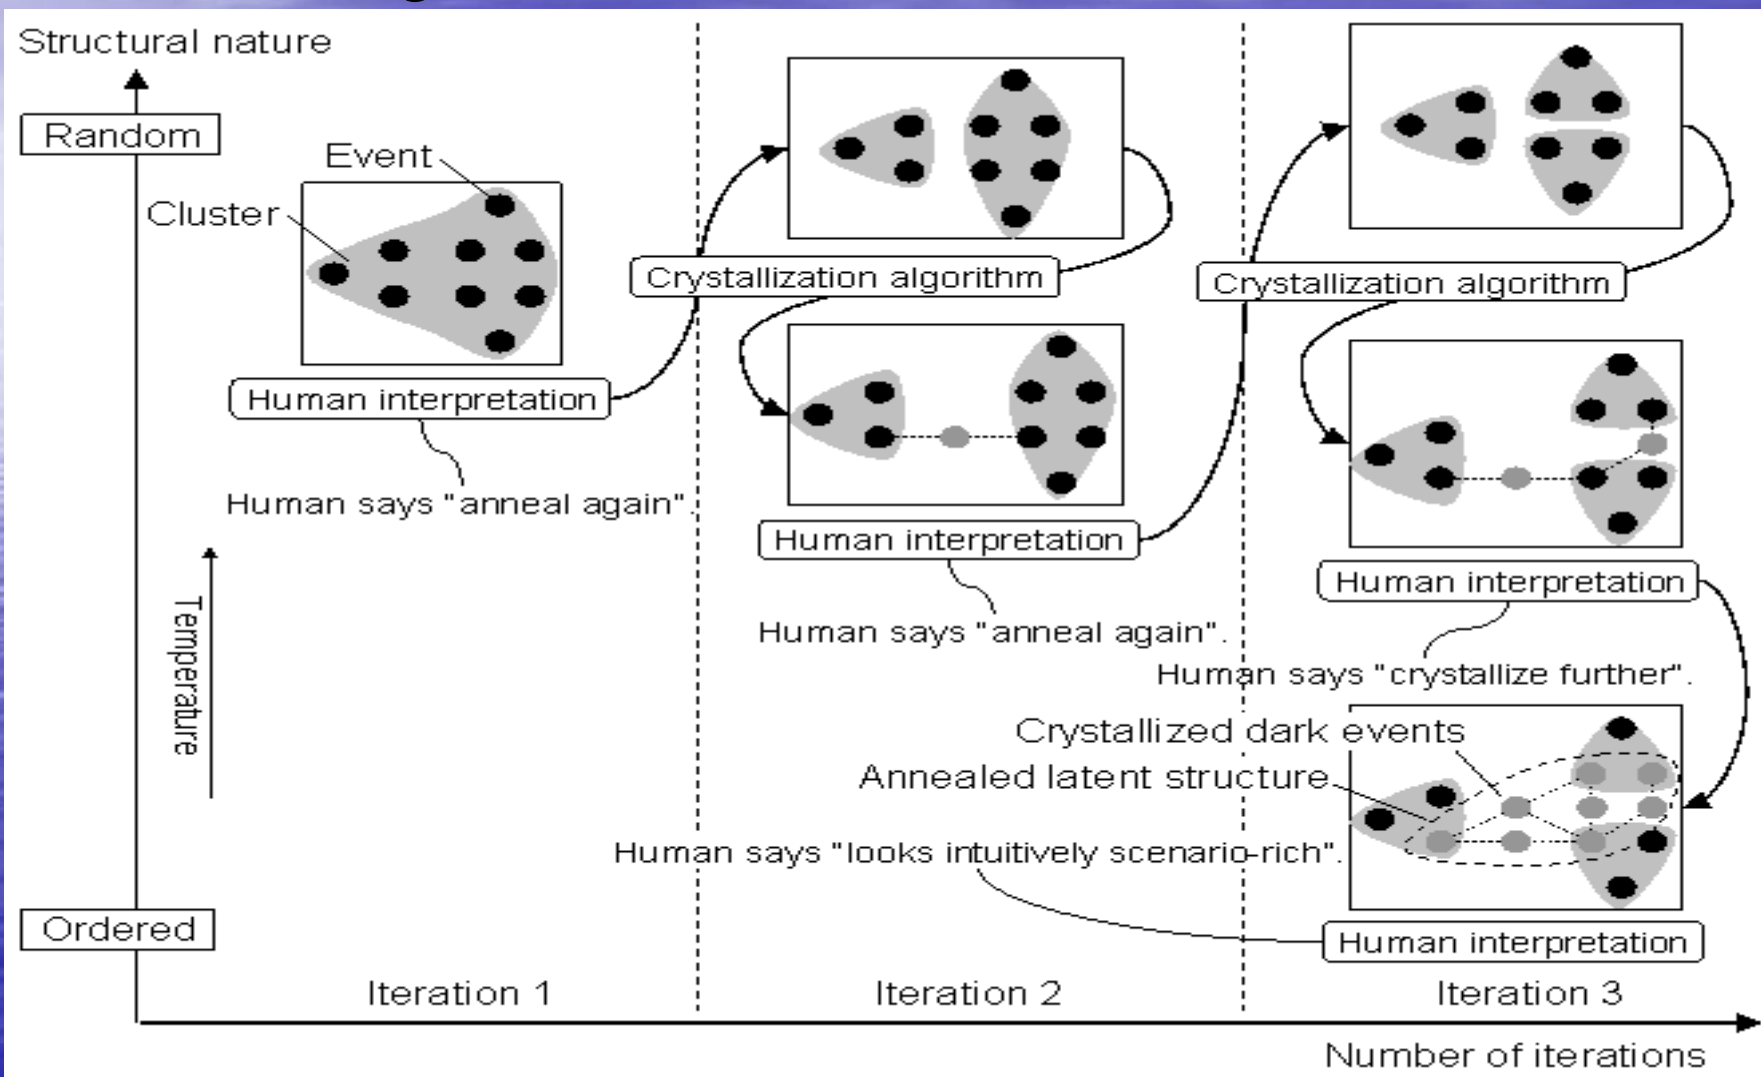 Structural nature
Random
Event
Cluster
Human interpretation
Human says "anneal again".
Temperature
Ordered
Iteration 1
Crystallization algorithm
Human interpretation
Human says "anneal again".
Iteration 2
Crystallization algorithm
Human interpretation
Human says "crystallize further".
Crystallized dark events
Annealed latent structure
Human says "looks intuitively scenario-rich".
Human interpretation
Iteration 3
Number of iterations